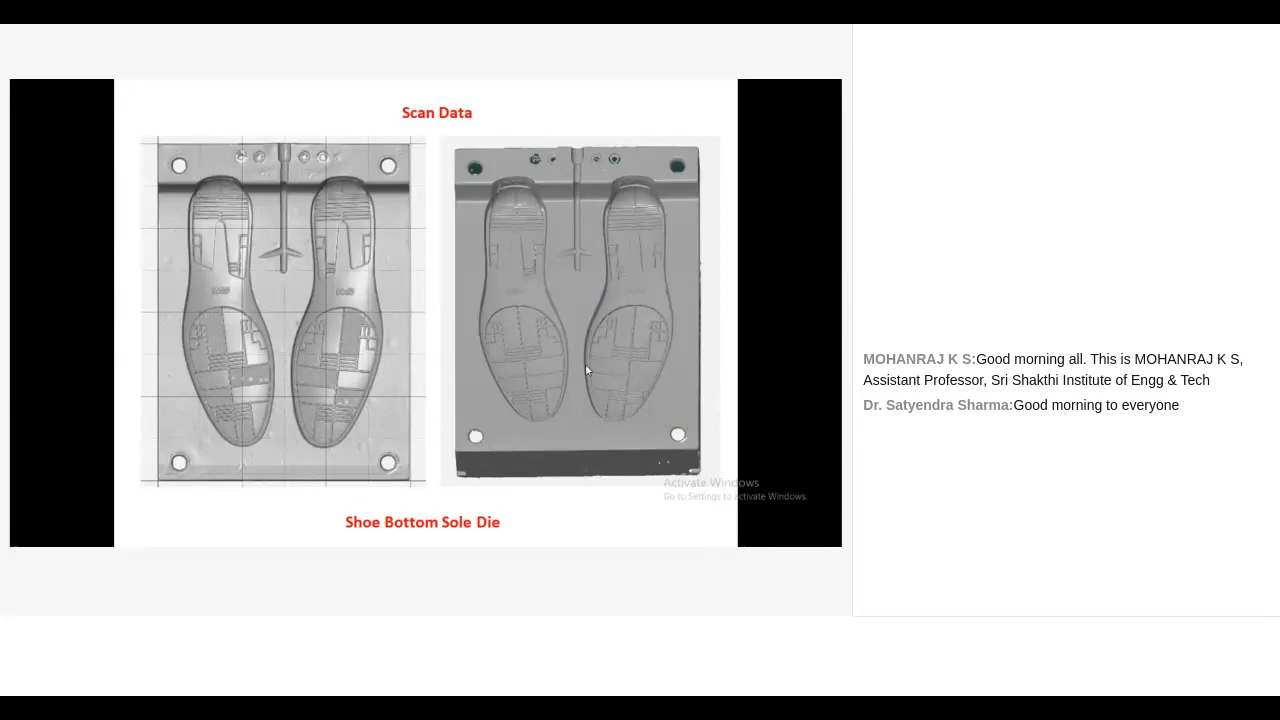 Scan Data
Activate Windows
Go to Settings to activate Windows.
Shoe Bottom Sole Die
MOHANRAJ K S:Good morning all. This is MOHANRAJ K S,
Assistant Professor, Sri Shakthi Institute of Engg & Tech
Dr. Satyendra Sharma:Good morning to everyone